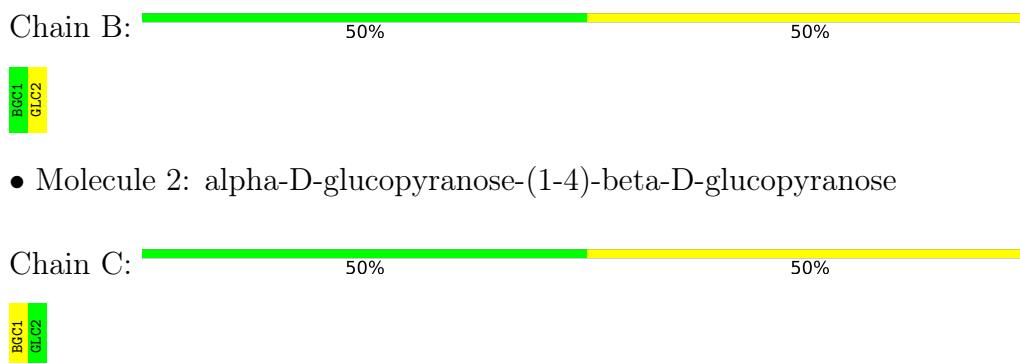 Chain B:
50% 50%
BGC1
GLC2
• Molecule 2: alpha-D-glucopyranose-(1-4)-beta-D-glucopyranose
Chain C:
50% 50%
BGC1
GLC2